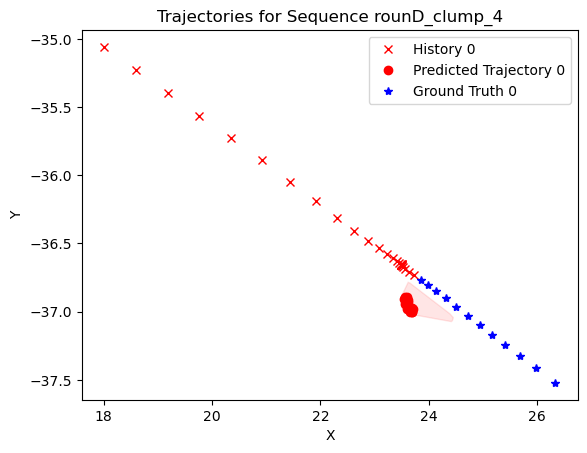 Trajectories for Sequence rounD_clump_4
History 0
Predicted Trajectory 0
Ground Truth 0
Y
−35.0
−35.5
−36.0
−36.5
−37.0
−37.5
18
20
22
24
26
X